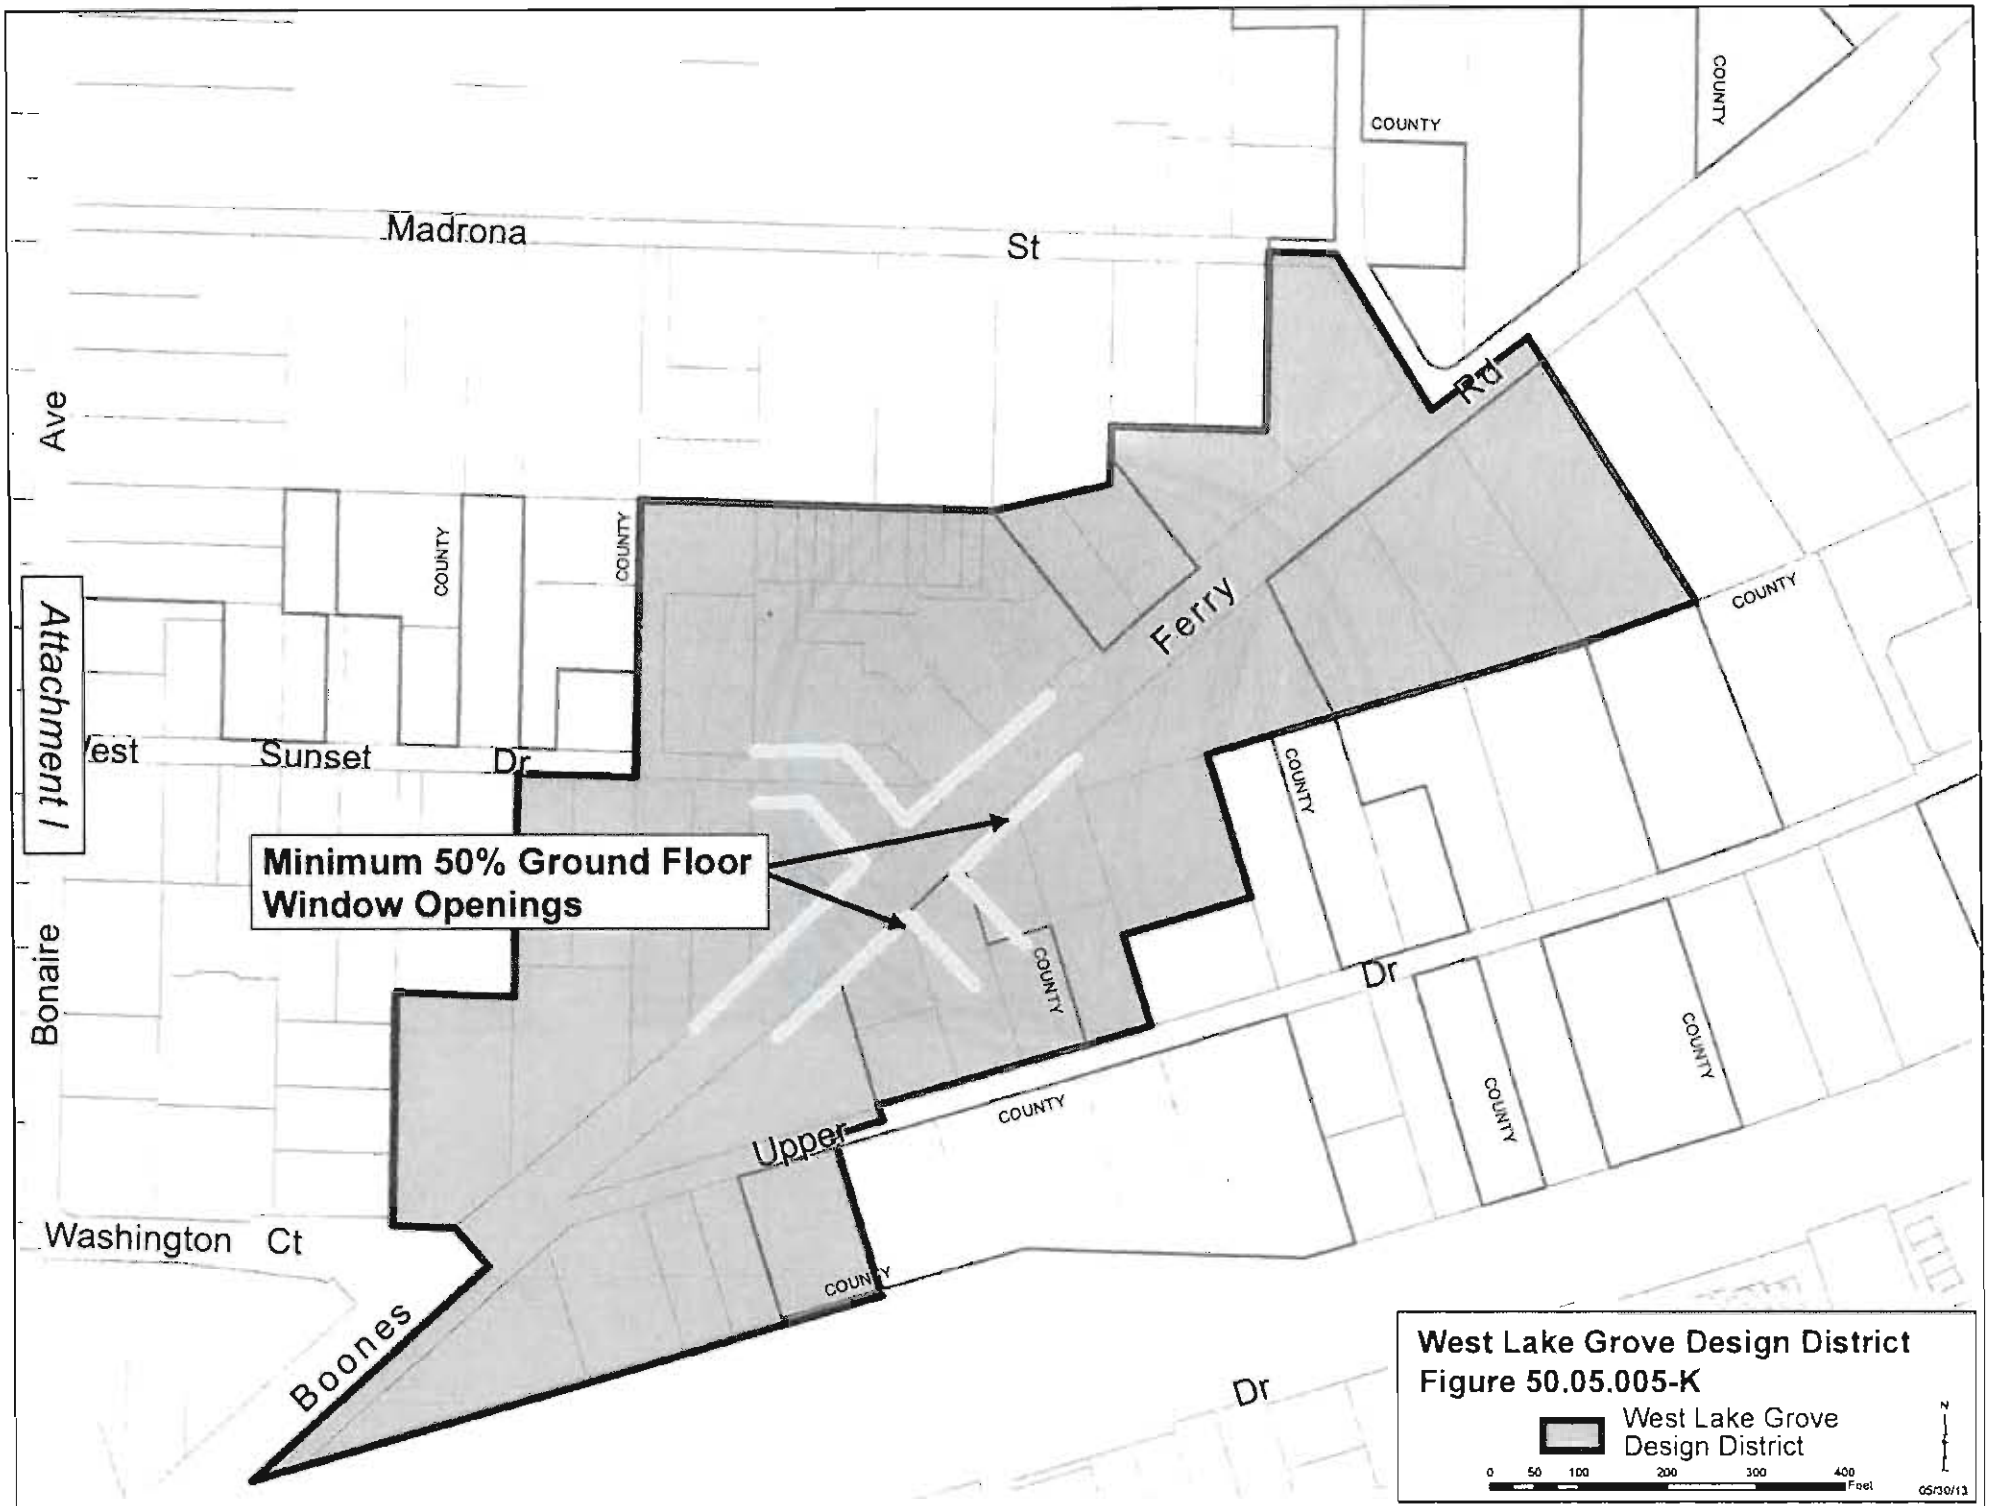 COUNTY
COUNTY
Madrona St
Rd
Ave
COUNTY
COUNTY
Ferry
COUNTY
Attachment I
est Sunset Dr
COUNTY
Minimum 50% Ground Floor
Window Openings
Bonaire
COUNTY
Dr
COUNTY
COUNTY
COUNTY
Upper
Washington Ct
COUNTY
Boones
Dr
West Lake Grove Design District
Figure 50.05.005-K
West Lake Grove
Design District
0 50 100 200 300 400
Feet
N
05/30/13